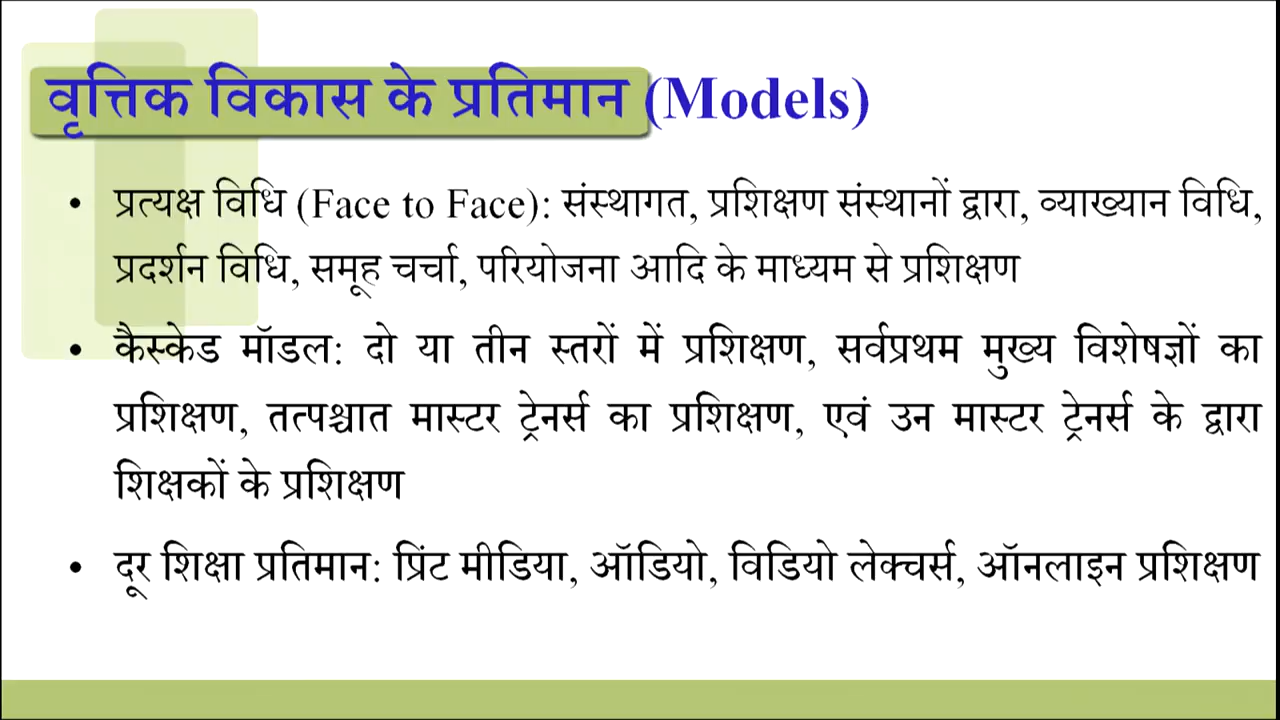 वृत्तिक विकास के प्रतिमान (Models)
• प्रत्यक्ष विधि (Face to Face): संस्थागत, प्रशिक्षण संस्थानों द्वारा, व्याख्यान विधि,
प्रदर्शन विधि, समूह चर्चा, परियोजना आदि के माध्यम से प्रशिक्षण
• कैस्केड मॉडल: दो या तीन स्तरों में प्रशिक्षण, सर्वप्रथम मुख्य विशेषज्ञों का
प्रशिक्षण, तत्पश्चात मास्टर ट्रेनर्स का प्रशिक्षण, एवं उन मास्टर ट्रेनर्स के द्वारा
शिक्षकों के प्रशिक्षण
• दूर शिक्षा प्रतिमान: प्रिंट मीडिया, ऑडियो, विडियो लेक्चर्स, ऑनलाइन प्रशिक्षण